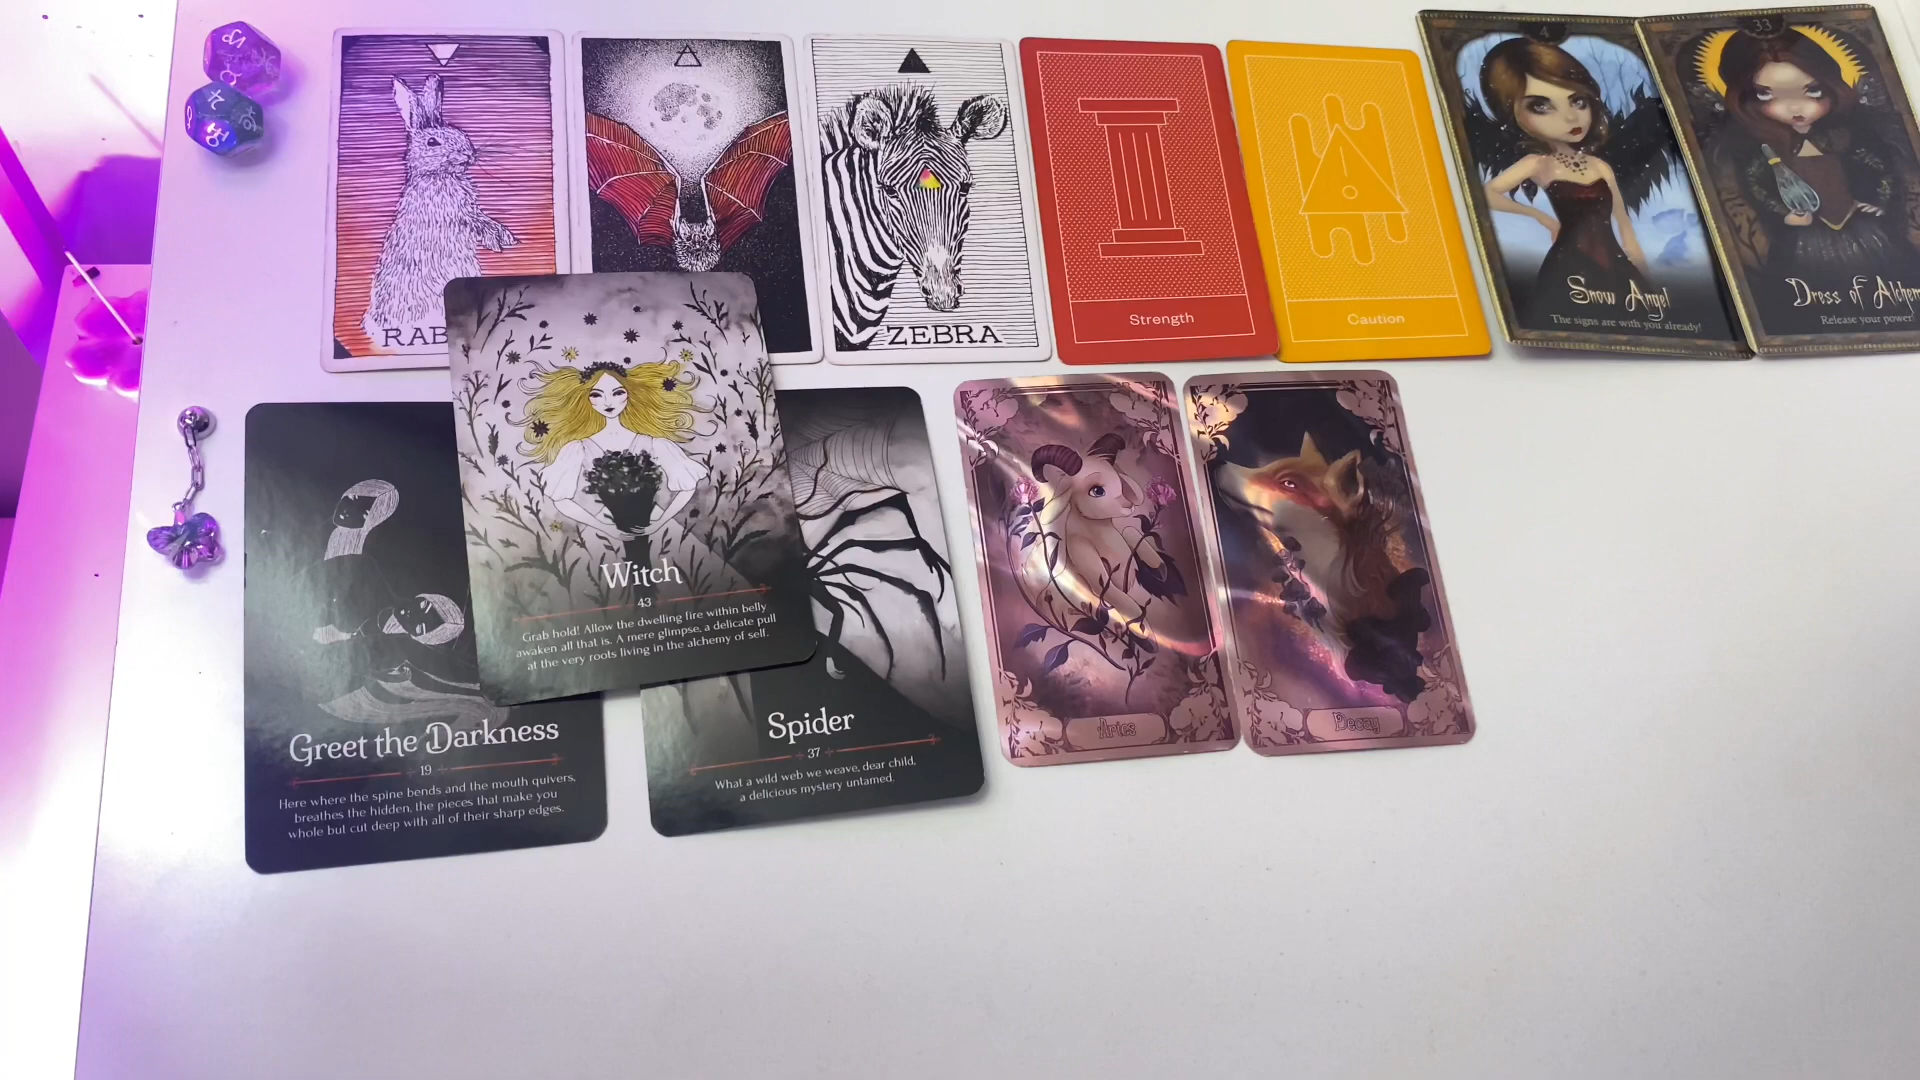 RAB
ZEBRA
Strength
Caution
4
Snow Angel
The signs are with you already!
33
Dress of Alchem
Release your power!
Witch
43
Grab hold! Allow the dwelling fire within belly
awaken all that is. A mere glimpse, a delicate pull
at the very roots living in the alchemy of self.
Greet the Darkness
19
Here where the spine bends and the mouth quivers,
breathes the hidden, the pieces that make you
whole but cut deep with all of their sharp edges.
Spider
37
What a wild web we weave, dear child,
a delicious mystery untamed.
Aries
Decay